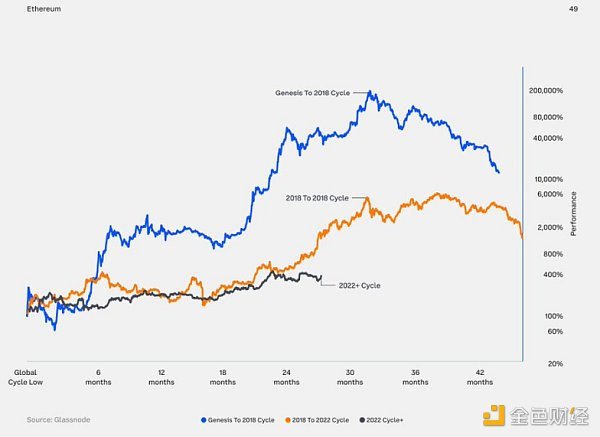 Ethereum
49
Genesis To 2018 Cycle
2018 To 2018 Cycle
2022+ Cycle
200,000%
80,000%
40,000%
10,000%
6,000%
2,000%
800%
400%
100%
60%
20%
Performance
Global
Cycle Low
6
months
12
months
18
months
24
months
30
months
36
months
42
months
Source: Glassnode
Genesis To 2018 Cycle
2018 To 2022 Cycle
2022 Cycle+
金色财经